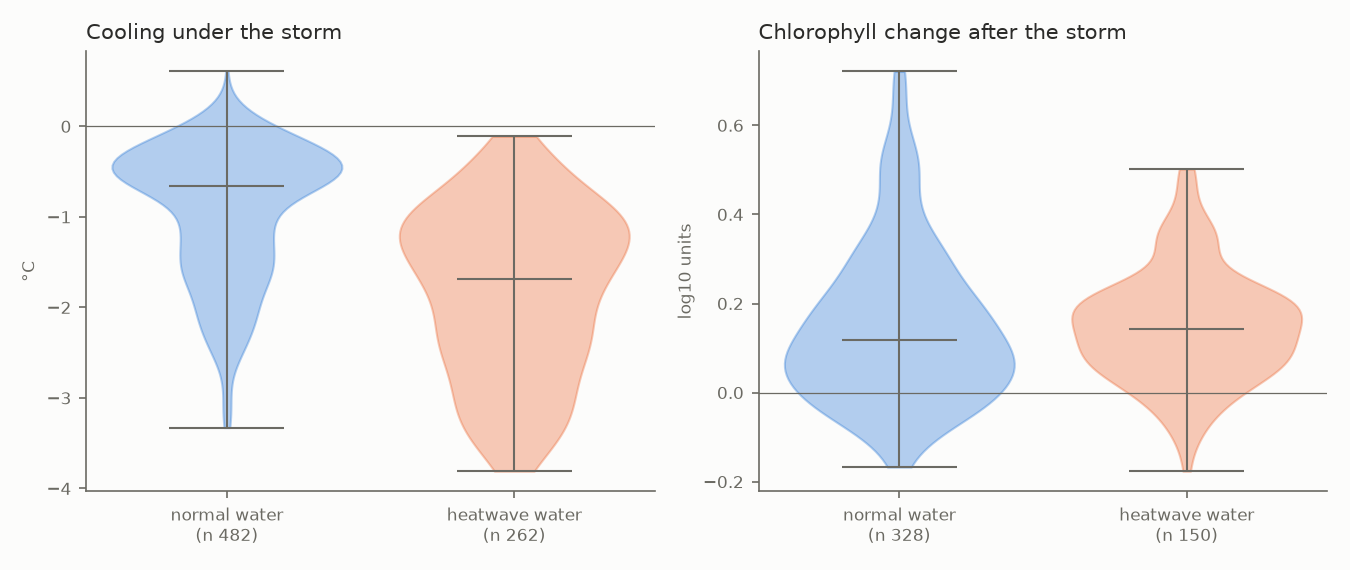 Cooling under the storm
°C
0
−1
−2
−3
−4
normal water
(n 482)
heatwave water
(n 262)
Chlorophyll change after the storm
log10 units
0.6
0.4
0.2
0.0
−0.2
normal water
(n 328)
heatwave water
(n 150)